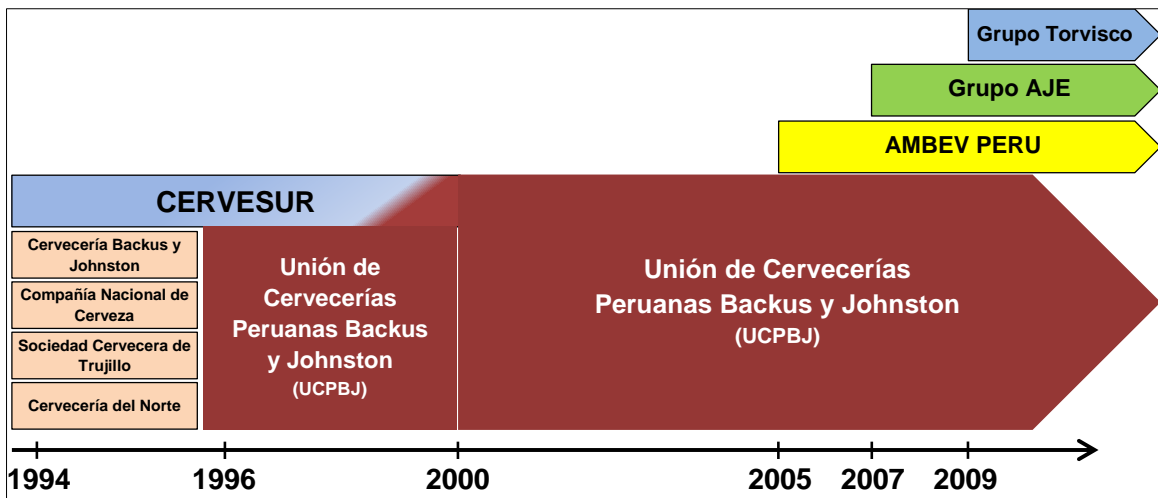 Grupo Torvisco
Grupo AJE
AMBEV PERU
CERVESUR
Cervecería Backus y
Johnston
Compañía Nacional de
Cerveza
Sociedad Cervecera de
Trujillo
Cervecería del Norte
Unión de
Cervecerías
Peruanas Backus
y Johnston
(UCPBJ)
Unión de Cervecerías
Peruanas Backus y Johnston
(UCPBJ)
1994
1996
2000
2005
2007
2009